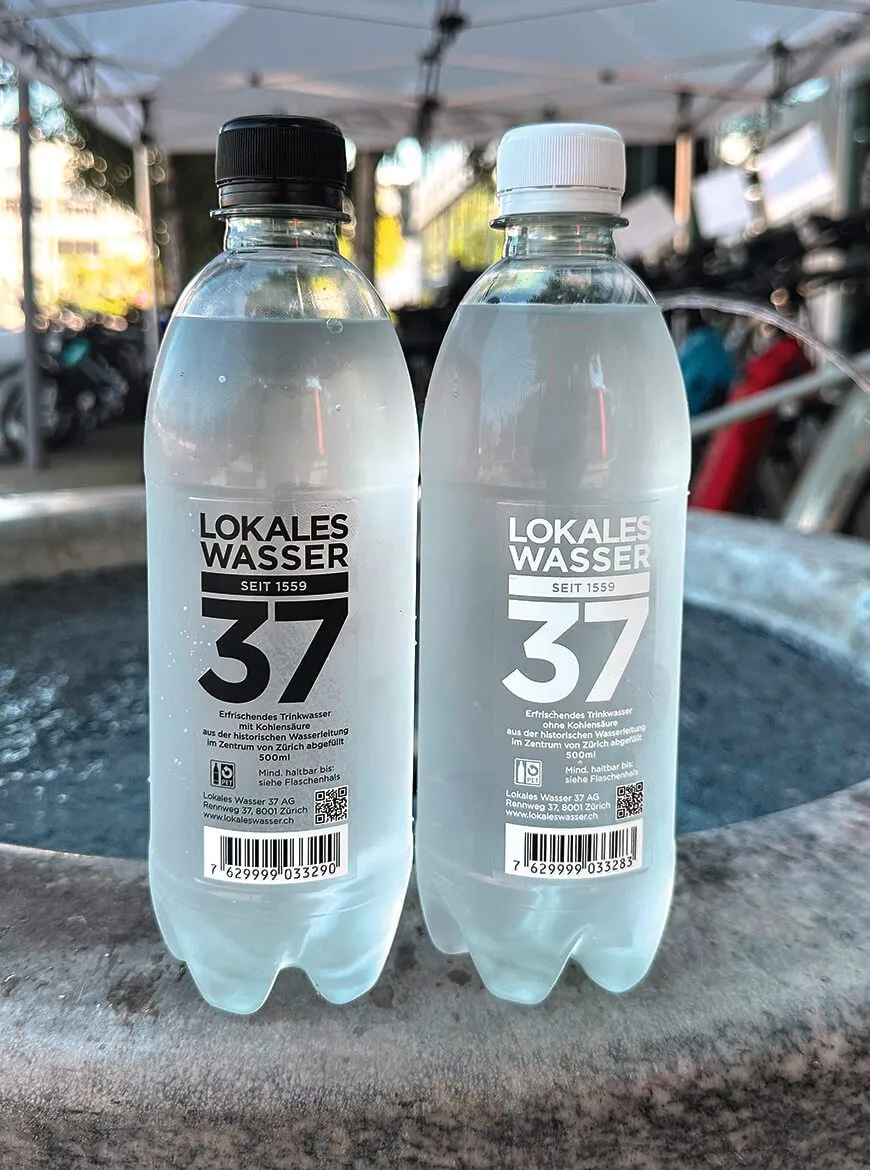 LOKALES
WASSER
SEIT 1559
37
Erfrischendes Trinkwasser
mit Kohlensäure
aus der historischen Wasserleitung
im Zentrum von Zürich abgefüllt
500ml
PET
Mind. haltbar bis:
siehe Flaschenhals
Lokales Wasser 37 AG
Rennweg 37, 8001 Zürich
www.lokaleswasser.ch
7 629999 033290
LOKALES
WASSER
SEIT 1559
37
Erfrischendes Trinkwasser
ohne Kohlensäure
aus der historischen Wasserleitung
im Zentrum von Zürich abgefüllt
500ml
PET
Mind. haltbar bis:
siehe Flaschenhals
Lokales Wasser 37 AG
Rennweg 37, 8001 Zürich
www.lokaleswasser.ch
7 629999 033283